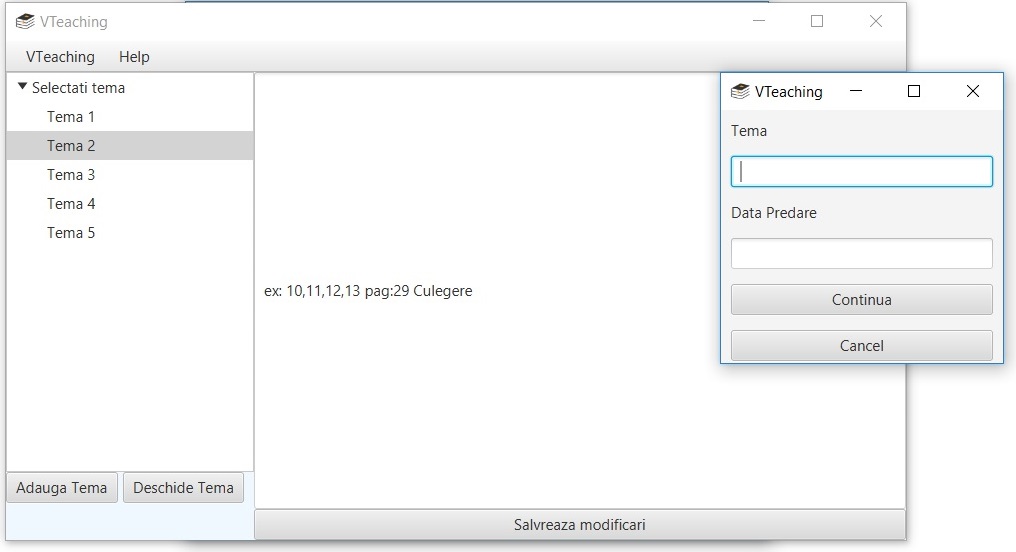 VTeaching
VTeaching Help
Selectati tema
Tema 1
Tema 2
Tema 3
Tema 4
Tema 5
ex: 10,11,12,13 pag:29 Culegere
Adauga Tema Deschide Tema
Salvreaza modificari
VTeaching
Tema
Data Predare
Continua
Cancel